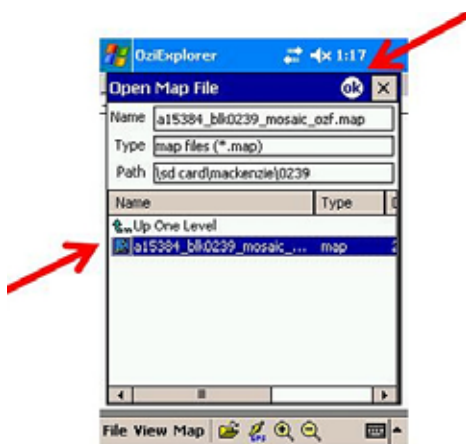 OziExplorer 1:17
Open Map File ok
Name a15384_blk0239_mosaic_ozf.map
Type map files (*.map)
Path \sd card\mackenzie\0239
Name Type
Up One Level
a15384_blk0239_mosaic_... map
File View Map GPS